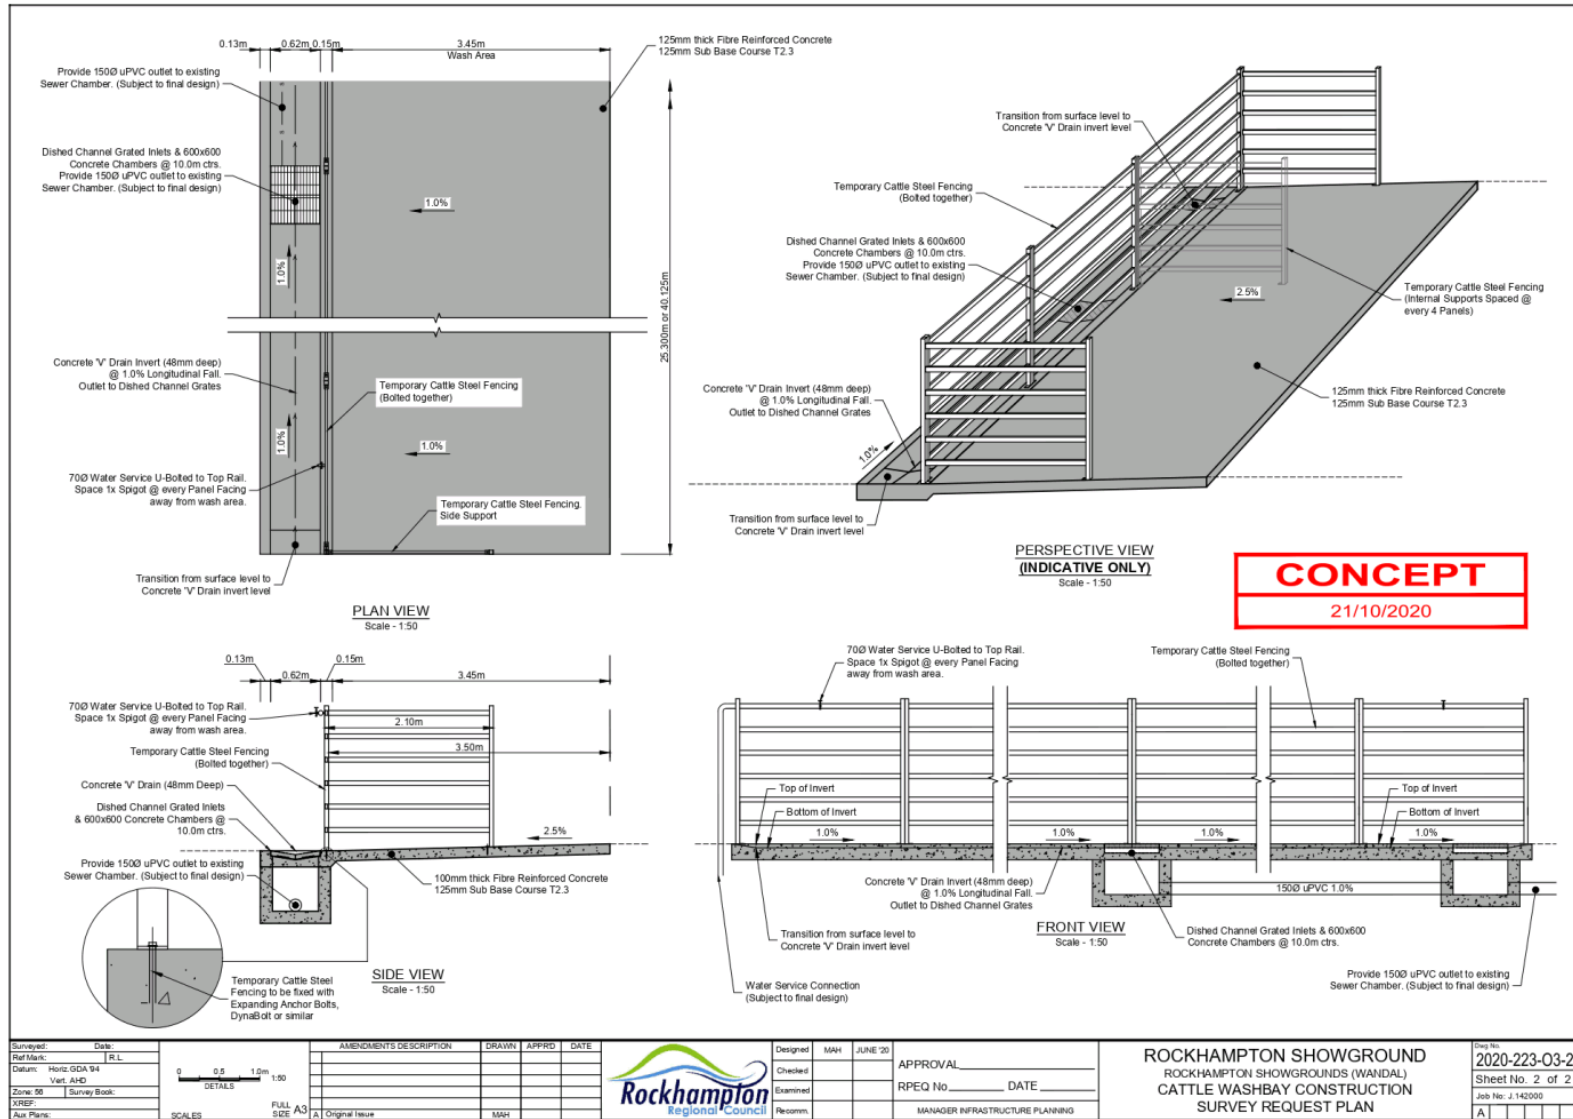 0.13m
0.62m
0.15m
3.45m
Wash Area
125mm thick Fibre Reinforced Concrete
125mm Sub Base Course T2.3
Provide 150Ø uPVC outlet to existing
Sewer Chamber. (Subject to final design)
Dished Channel Grated Inlets & 600x600
Concrete Chambers @ 10.0m ctrs.
Provide 150Ø uPVC outlet to existing
Sewer Chamber. (Subject to final design)
1.0%
1.0%
25.300m or 40.125m
Concrete 'V' Drain Invert (48mm deep)
@ 1.0% Longitudinal Fall.
Outlet to Dished Channel Grates
Temporary Cattle Steel Fencing
(Bolted together)
1.0%
1.0%
70Ø Water Service U-Bolted to Top Rail.
Space 1x Spigot @ every Panel Facing
away from wash area.
Temporary Cattle Steel Fencing.
Side Support
Transition from surface level to
Concrete 'V' Drain invert level
PLAN VIEW
Scale - 1:50
Transition from surface level to
Concrete 'V' Drain invert level
Temporary Cattle Steel Fencing
(Bolted together)
Dished Channel Grated Inlets & 600x600
Concrete Chambers @ 10.0m ctrs.
Provide 150Ø uPVC outlet to existing
Sewer Chamber. (Subject to final design)
2.5%
Temporary Cattle Steel Fencing
(Internal Supports Spaced @
every 4 Panels)
Concrete 'V' Drain Invert (48mm deep)
@ 1.0% Longitudinal Fall.
Outlet to Dished Channel Grates
125mm thick Fibre Reinforced Concrete
125mm Sub Base Course T2.3
1.0%
Transition from surface level to
Concrete 'V' Drain invert level
PERSPECTIVE VIEW
(INDICATIVE ONLY)
Scale - 1:50
CONCEPT
21/10/2020
0.13m
0.62m
0.15m
3.45m
70Ø Water Service U-Bolted to Top Rail.
Space 1x Spigot @ every Panel Facing
away from wash area.
2.10m
3.50m
Temporary Cattle Steel Fencing
(Bolted together)
Concrete 'V' Drain (48mm Deep)
Dished Channel Grated Inlets
& 600x600 Concrete Chambers @
10.0m ctrs.
2.5%
Provide 150Ø uPVC outlet to existing
Sewer Chamber. (Subject to final design)
100mm thick Fibre Reinforced Concrete
125mm Sub Base Course T2.3
Temporary Cattle Steel
Fencing to be fixed with
Expanding Anchor Bolts,
DynaBolt or similar
SIDE VIEW
Scale - 1:50
70Ø Water Service U-Bolted to Top Rail.
Space 1x Spigot @ every Panel Facing
away from wash area.
Temporary Cattle Steel Fencing
(Bolted together)
Top of Invert
Bottom of Invert
1.0%
1.0%
1.0%
Top of Invert
Bottom of Invert
1.0%
Concrete 'V' Drain Invert (48mm deep)
@ 1.0% Longitudinal Fall.
Outlet to Dished Channel Grates
150Ø uPVC 1.0%
Transition from surface level to
Concrete 'V' Drain invert level
FRONT VIEW
Scale - 1:50
Dished Channel Grated Inlets & 600x600
Concrete Chambers @ 10.0m ctrs.
Water Service Connection
(Subject to final design)
Provide 150Ø uPVC outlet to existing
Sewer Chamber. (Subject to final design)
Surveyed: Date:
Ref Mark: R.L.
Datum: Horiz.GDA '94
Vert. AHD
Zone: 56 Survey Book:
XREF:
Aux Plans:
0 0.5 1.0m 1:50
DETAILS
SCALES
FULL SIZE A3
AMENDMENTS DESCRIPTION DRAWN APPR'D DATE
A Original Issue MAH
Rockhampton
Regional Council
Designed MAH JUNE '20
Checked
Examined
Recomm.
APPROVAL
RPEQ No DATE
MANAGER INFRASTRUCTURE PLANNING
ROCKHAMPTON SHOWGROUND
ROCKHAMPTON SHOWGROUNDS (WANDAL)
CATTLE WASHBAY CONSTRUCTION
SURVEY REQUEST PLAN
Dwg No.
2020-223-03-2
Sheet No. 2 of 2
Job No: J.142000
A